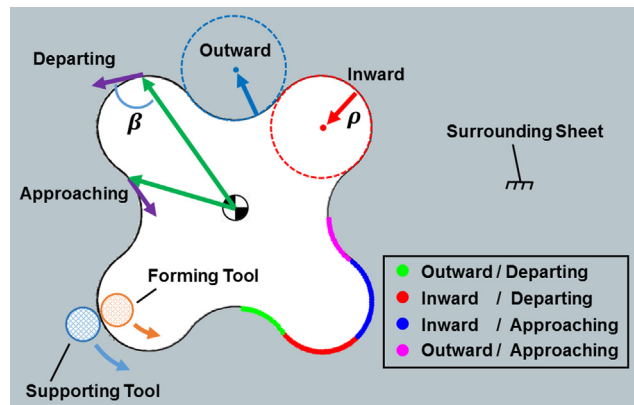 Departing
Outward
Inward
β
ρ
Surrounding Sheet
Approaching
Forming Tool
Outward / Departing
Inward / Departing
Inward / Approaching
Outward / Approaching
Supporting Tool